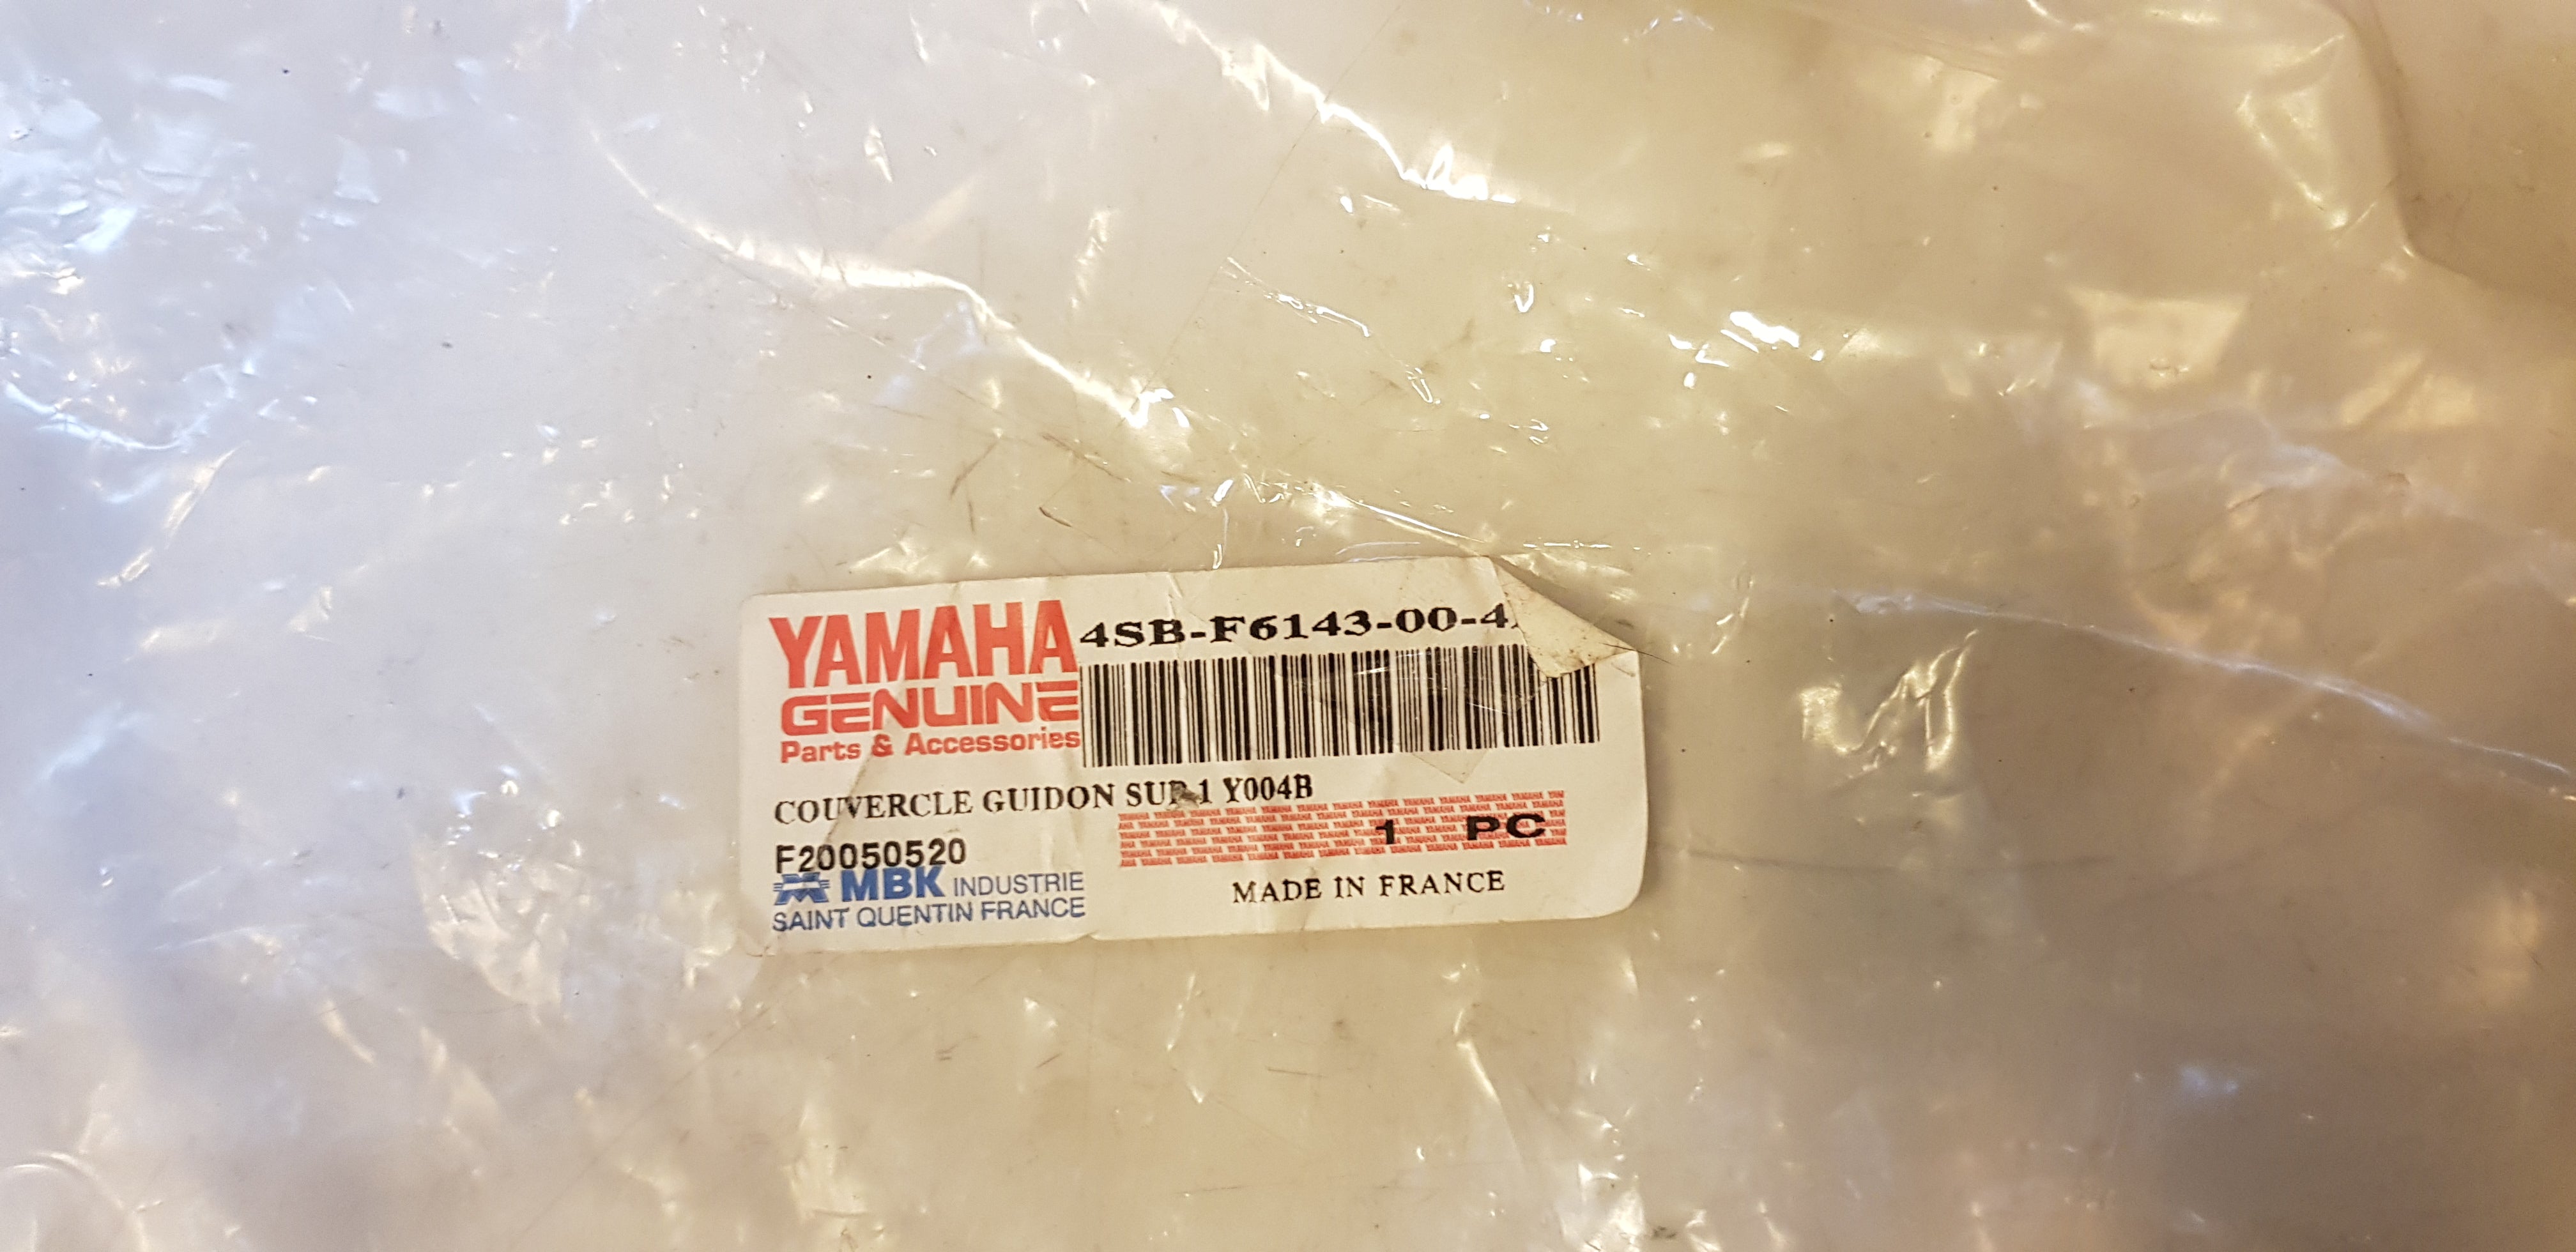 YAMAHA
GENUINE
Parts & Accessories
4SB-F6143-00-4
COUVERCLE GUIDON SUP 1 Y004B
F20050520
1 PC
MBK INDUSTRIE
SAINT QUENTIN FRANCE
MADE IN FRANCE